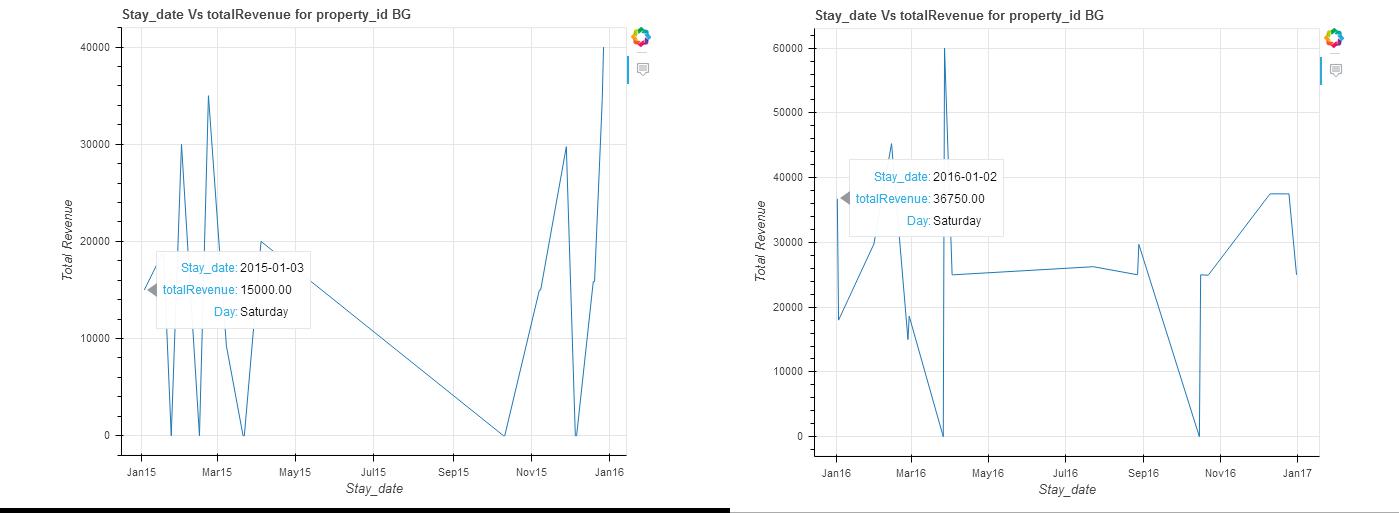 Stay_date Vs totalRevenue for property_id BG
40000
30000
20000
10000
0
Total Revenue
Stay_date: 2015-01-03
totalRevenue: 15000.00
Day: Saturday
Jan15 Mar15 May15 Jul15 Sep15 Nov15 Jan16
Stay_date
Stay_date Vs totalRevenue for property_id BG
60000
50000
40000
30000
20000
10000
0
Total Revenue
Stay_date: 2016-01-02
totalRevenue: 36750.00
Day: Saturday
Jan16 Mar16 May16 Jul16 Sep16 Nov16 Jan17
Stay_date